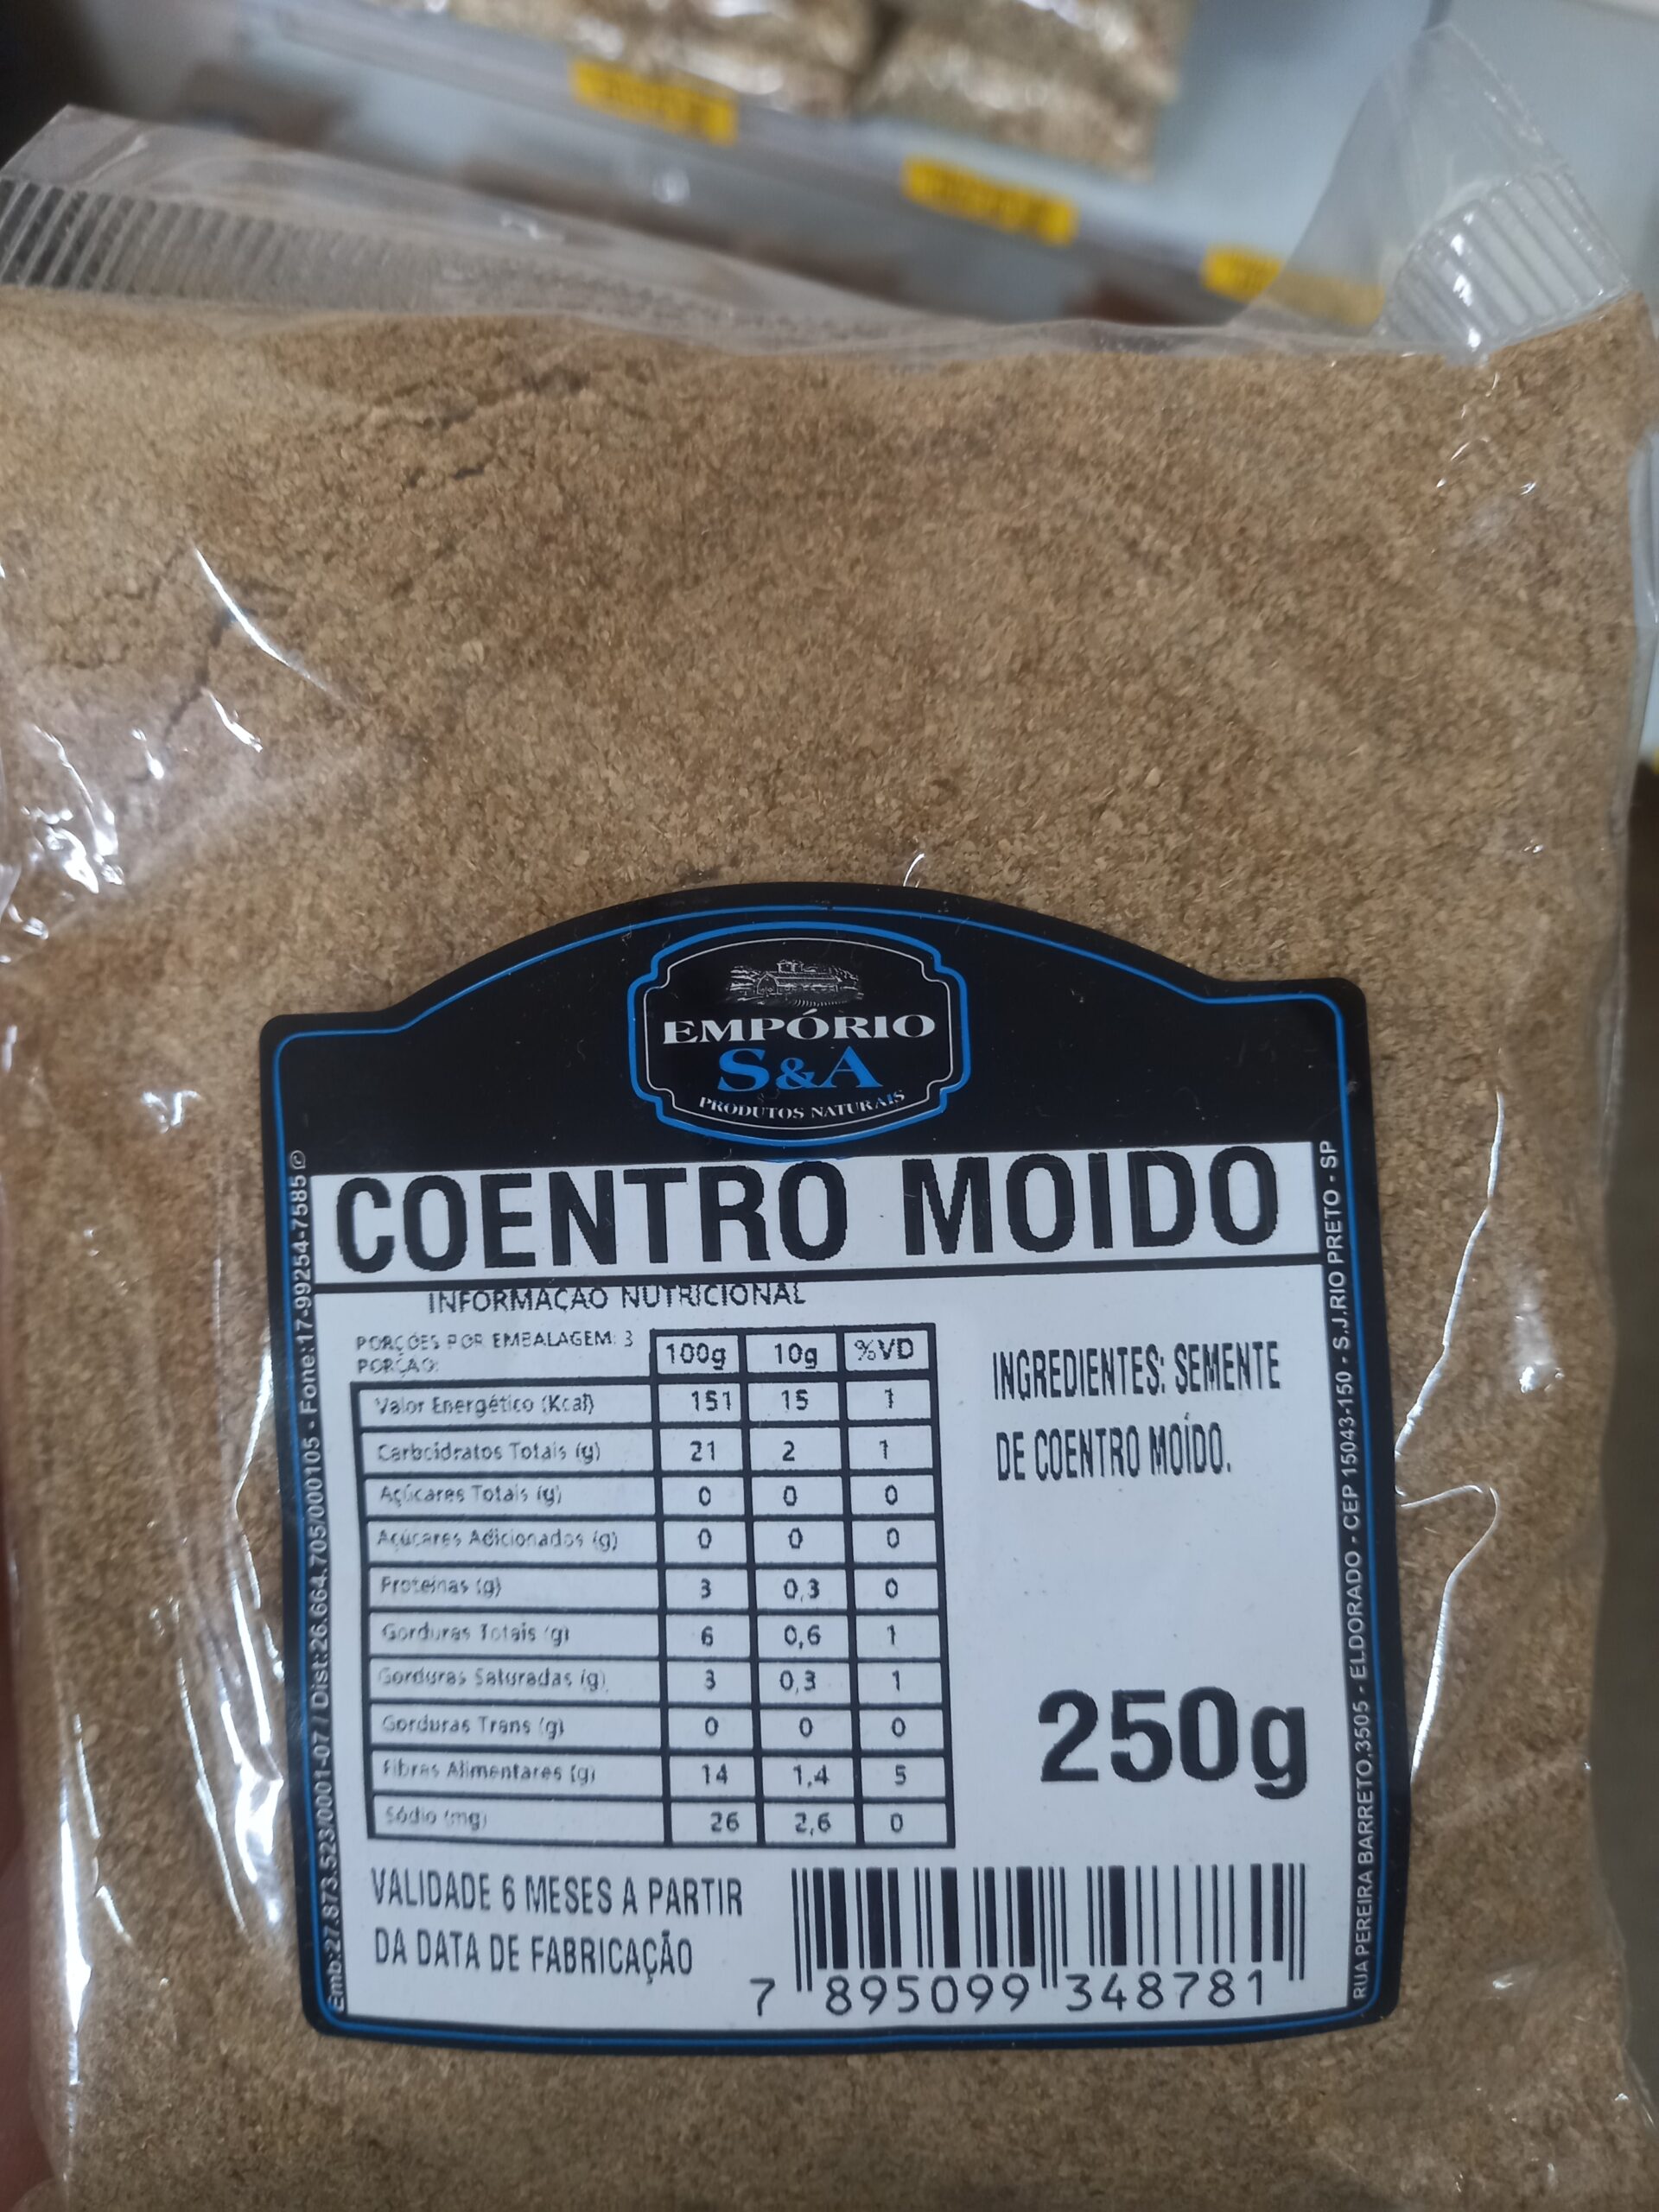 EMPÓRIO
S&A
PRODUTOS NATURAIS
COENTRO MOIDO
INFORMAÇÃO NUTRICIONAL
PORÇÕES POR EMBALAGEM: 3
PORÇÃO:
100g 10g %VD
Valor Energético (Kcal) 151 15 1
Carboidratos Totais (g) 21 2 1
Açúcares Totais (g) 0 0 0
Açúcares Adicionados (g) 0 0 0
Proteínas (g) 3 0,3 0
Gorduras Totais (g) 6 0,6 1
Gorduras Saturadas (g) 3 0,3 1
Gorduras Trans (g) 0 0 0
Fibras Alimentares (g) 14 1,4 5
Sódio (mg) 26 2,6 0
INGREDIENTES: SEMENTE
DE COENTRO MOÍDO.
250g
VALIDADE 6 MESES A PARTIR
DA DATA DE FABRICAÇÃO
7 895099 348781
Emb:27.873.523/0001-07 / Dist:26.664.705/000105 - Fone:17-99254-7585 ©
RUA PEREIRA BARRETO,3505 - ELDORADO - CEP 15043-150 - S.J.RIO PRETO - SP